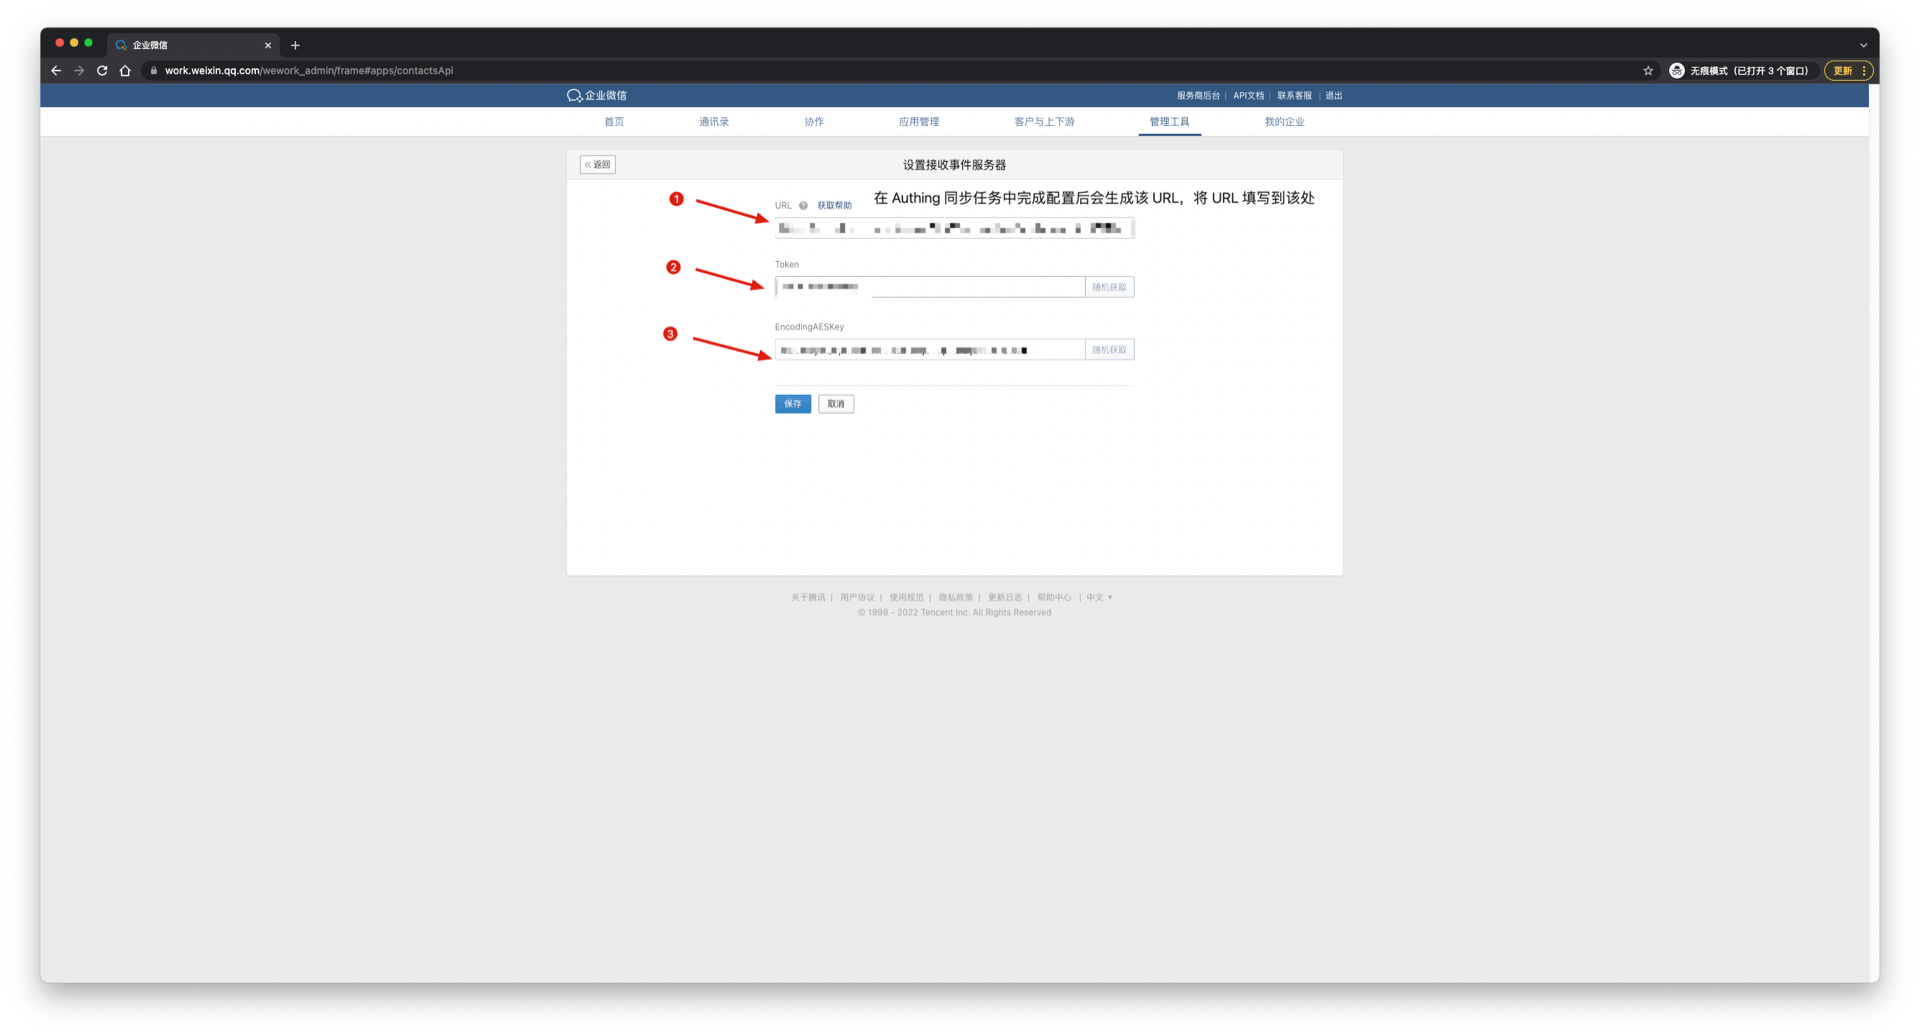 企业微信
work.weixin.qq.com/wework_admin/frame#apps/contactsApi
无痕模式（已打开 3 个窗口）
更新
企业微信
服务商后台 | API文档 | 联系客服 | 退出
首页 通讯录 协作 应用管理 客户与上下游 管理工具 我的企业
<< 返回
设置接收事件服务器
1
URL ? 获取帮助
在 Authing 同步任务中完成配置后会生成该 URL，将 URL 填写到该处
Token
2
随机获取
EncodingAESKey
3
随机获取
保存 取消
关于腾讯 | 用户协议 | 使用规范 | 隐私政策 | 更新日志 | 帮助中心 | 中文
© 1998 - 2022 Tencent Inc. All Rights Reserved